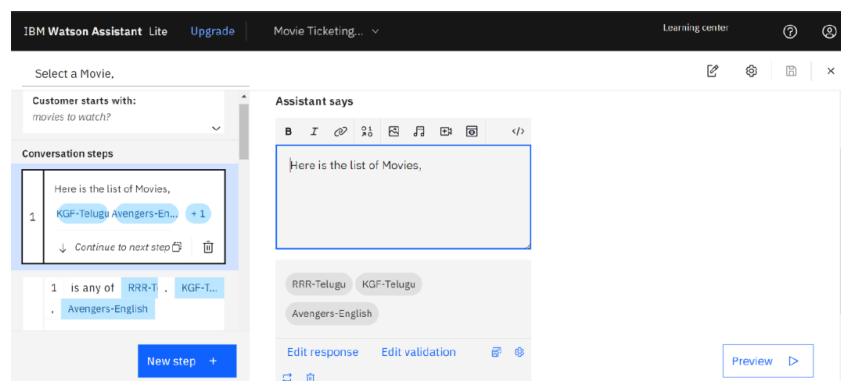 IBM Watson Assistant Lite Upgrade Movie Ticketing... Learning center
Select a Movie,
Customer starts with:
movies to watch?
Conversation steps
1 Here is the list of Movies,
KGF-Telugu Avengers-En... + 1
Continue to next step
1 is any of RRR-T , KGF-T...
, Avengers-English
New step +
Assistant says
B I </>
Here is the list of Movies,
RRR-Telugu KGF-Telugu
Avengers-English
Edit response Edit validation
Preview